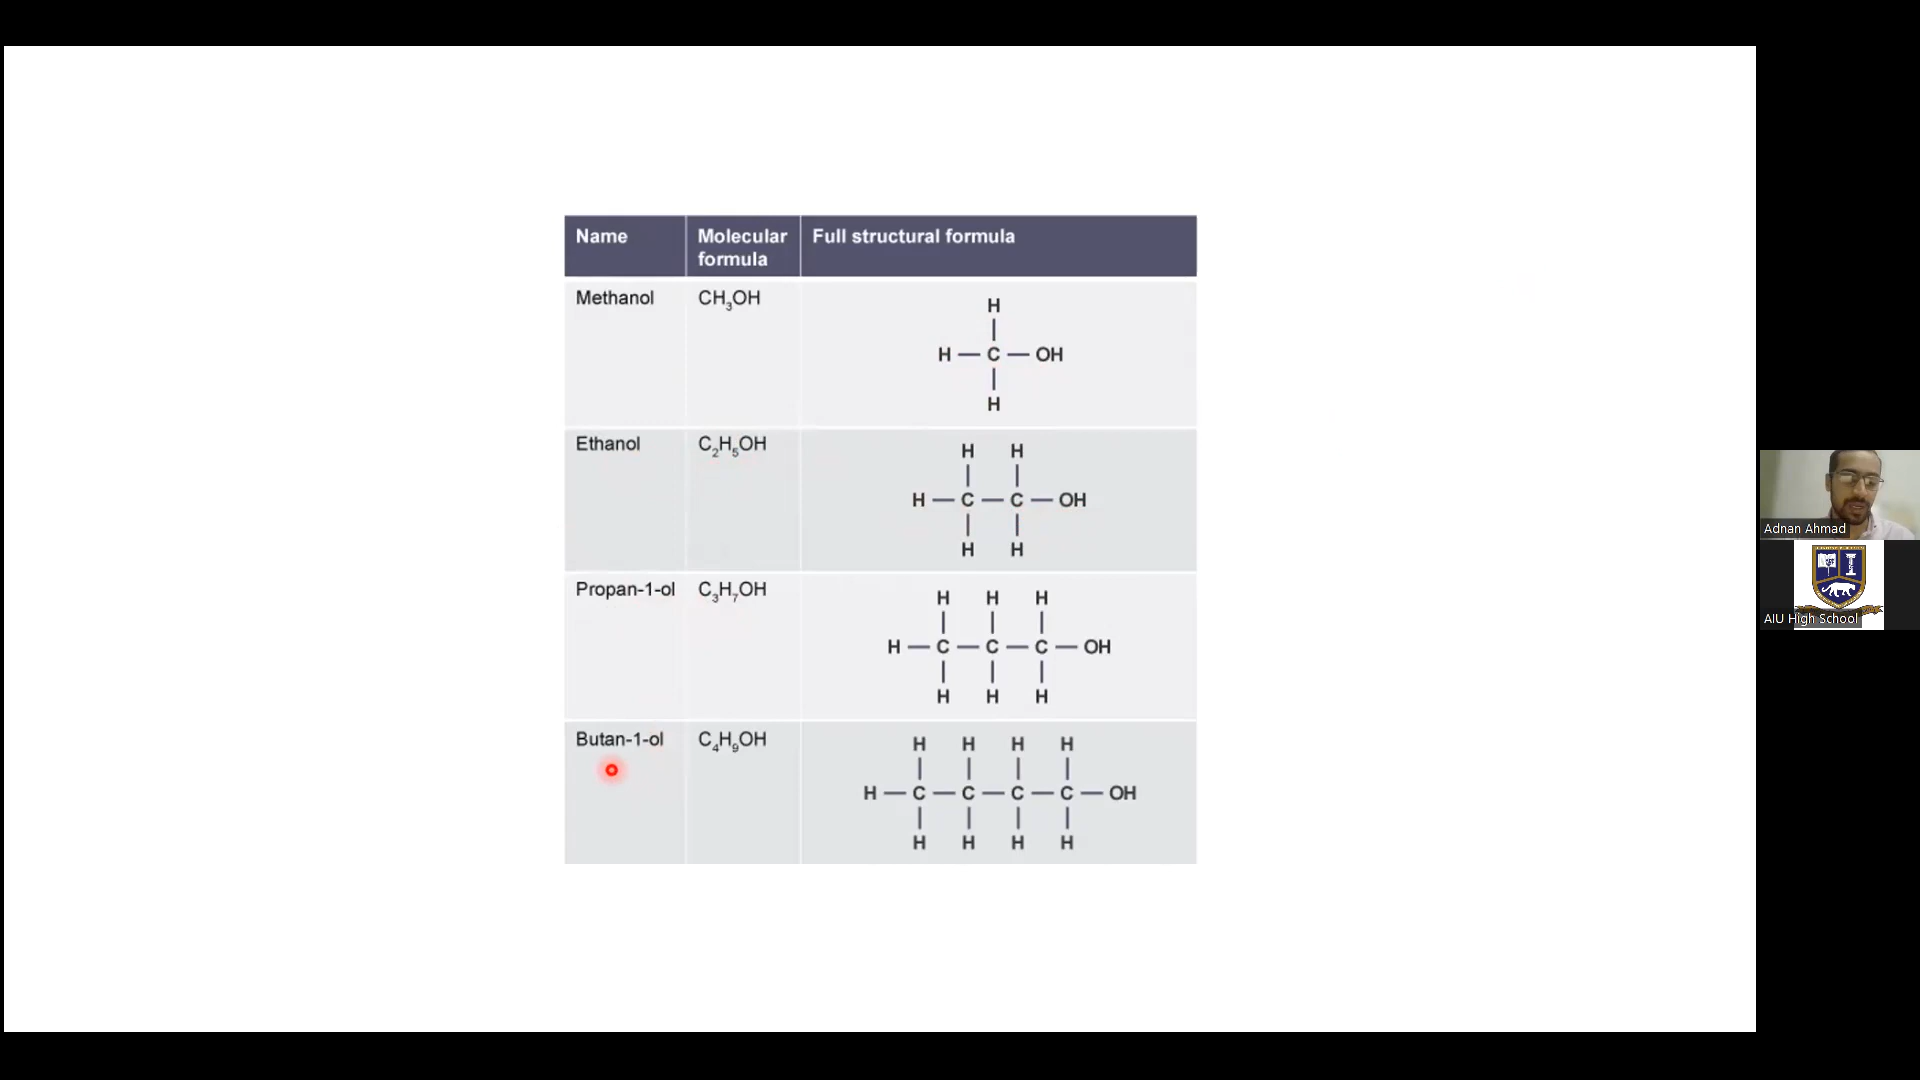 Name Molecular formula Full structural formula
Methanol CH₃OH
H
H — C — OH
H
Ethanol C₂H₅OH
H H
H — C — C — OH
H H
Propan-1-ol C₃H₇OH
H H H
H — C — C — C — OH
H H H
Butan-1-ol C₄H₉OH
H H H H
H — C — C — C — C — OH
H H H H
Adnan Ahmad
AIU High School